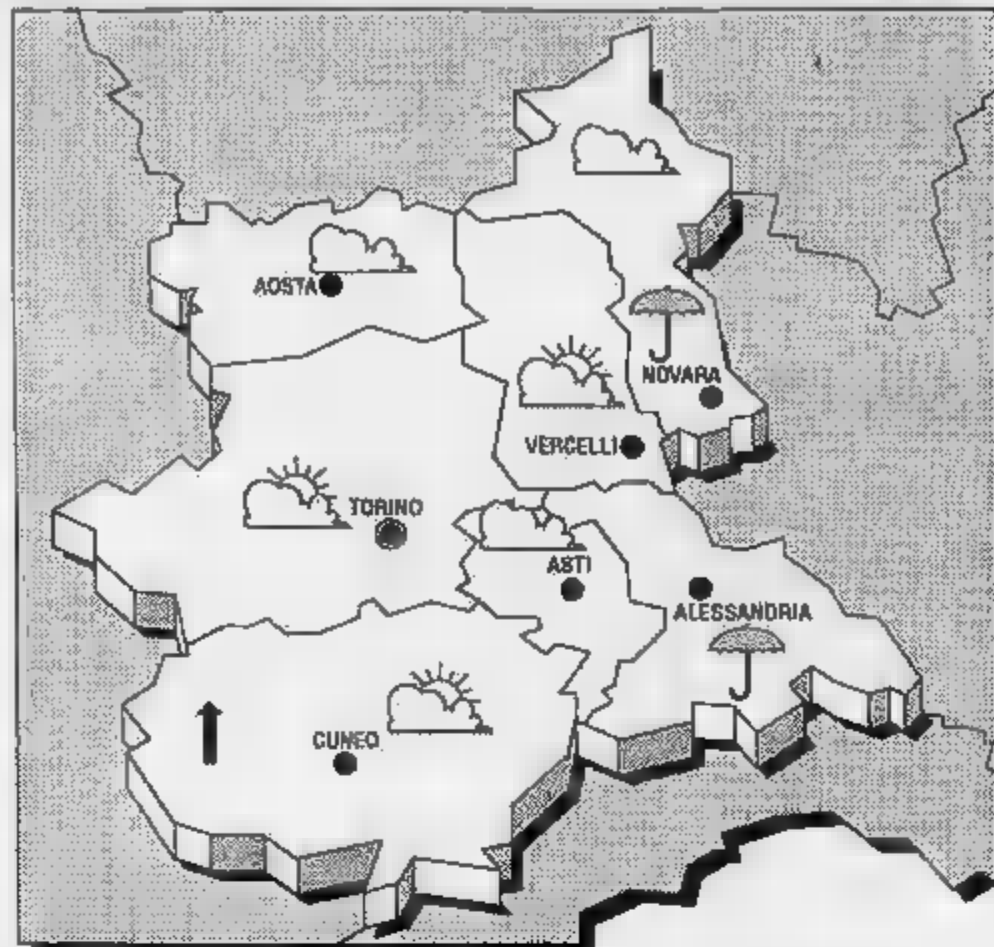 AOSTA
NOVARA
VERCELLI
TORINO
ASTI
ALESSANDRIA
CUNEO